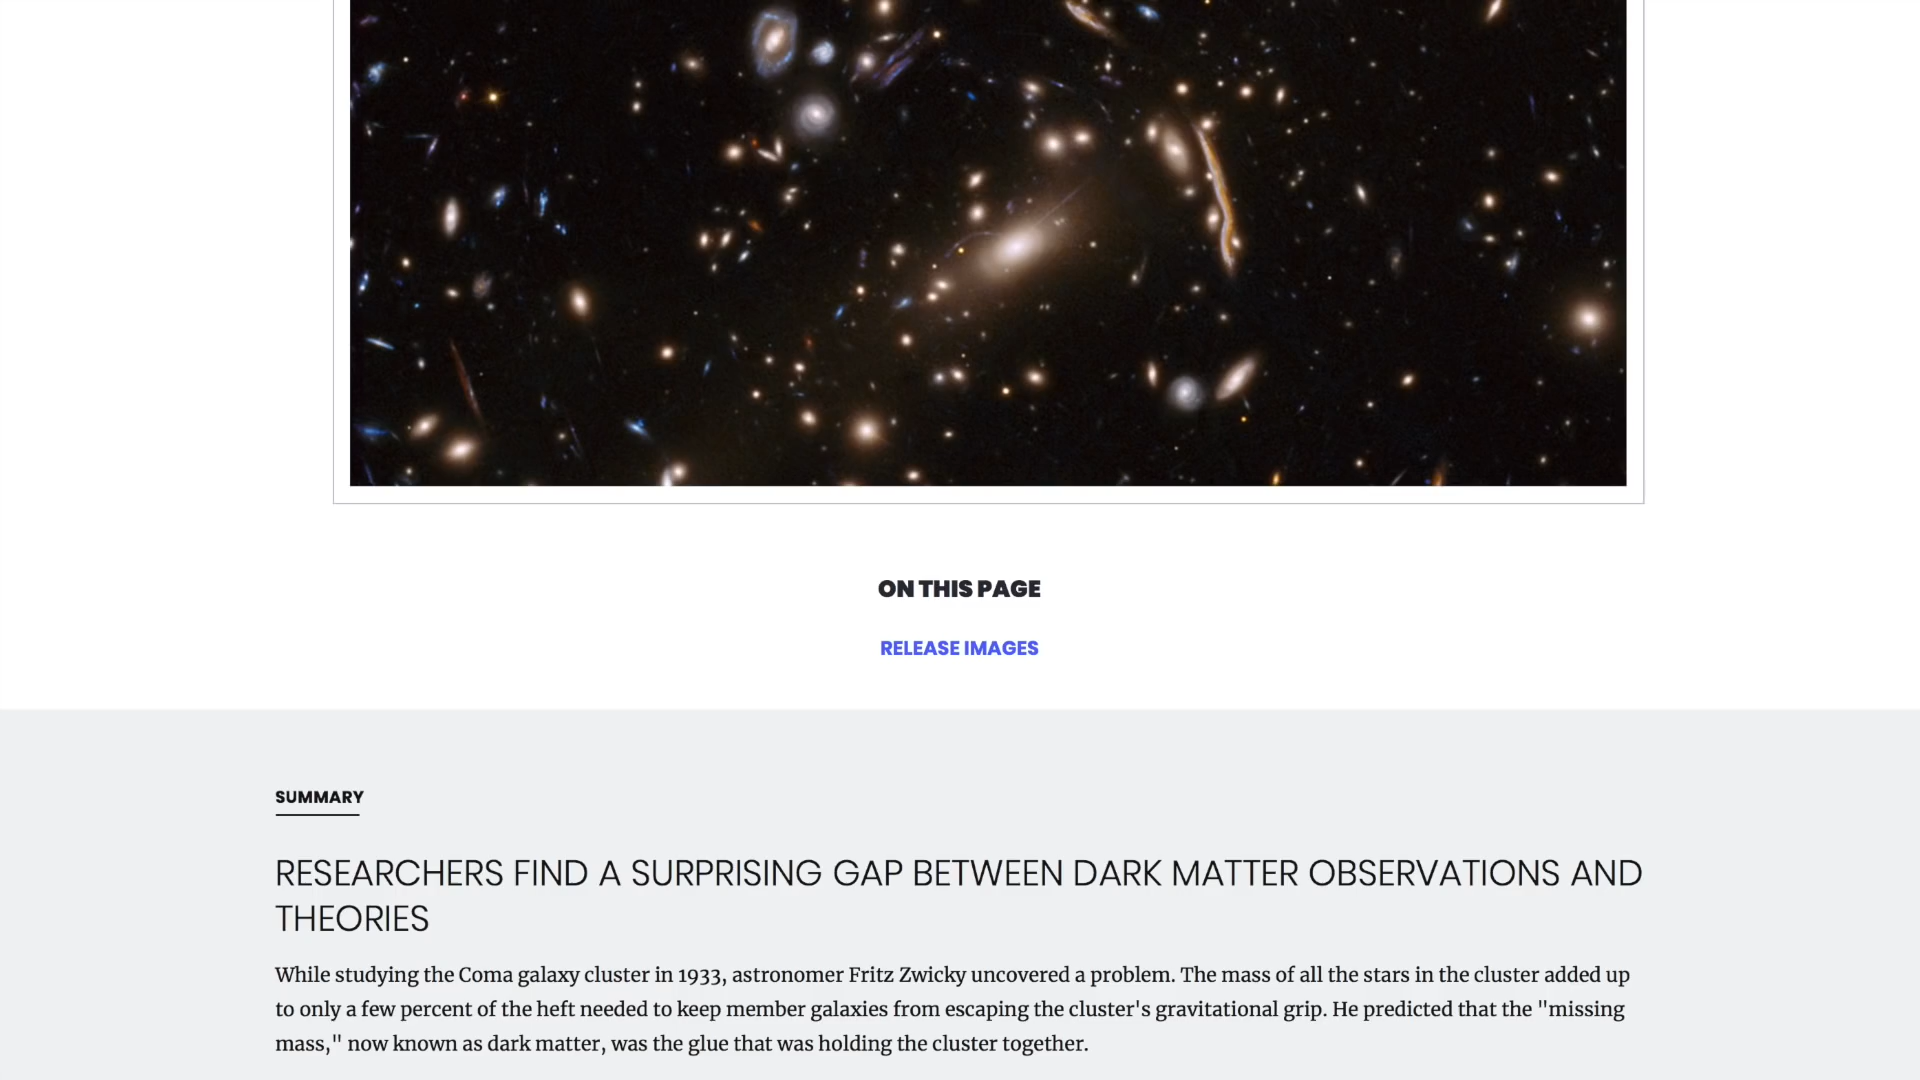 ON THIS PAGE
RELEASE IMAGES
SUMMARY
RESEARCHERS FIND A SURPRISING GAP BETWEEN DARK MATTER OBSERVATIONS AND
THEORIES
While studying the Coma galaxy cluster in 1933, astronomer Fritz Zwicky uncovered a problem. The mass of all the stars in the cluster added up
to only a few percent of the heft needed to keep member galaxies from escaping the cluster's gravitational grip. He predicted that the "missing
mass," now known as dark matter, was the glue that was holding the cluster together.